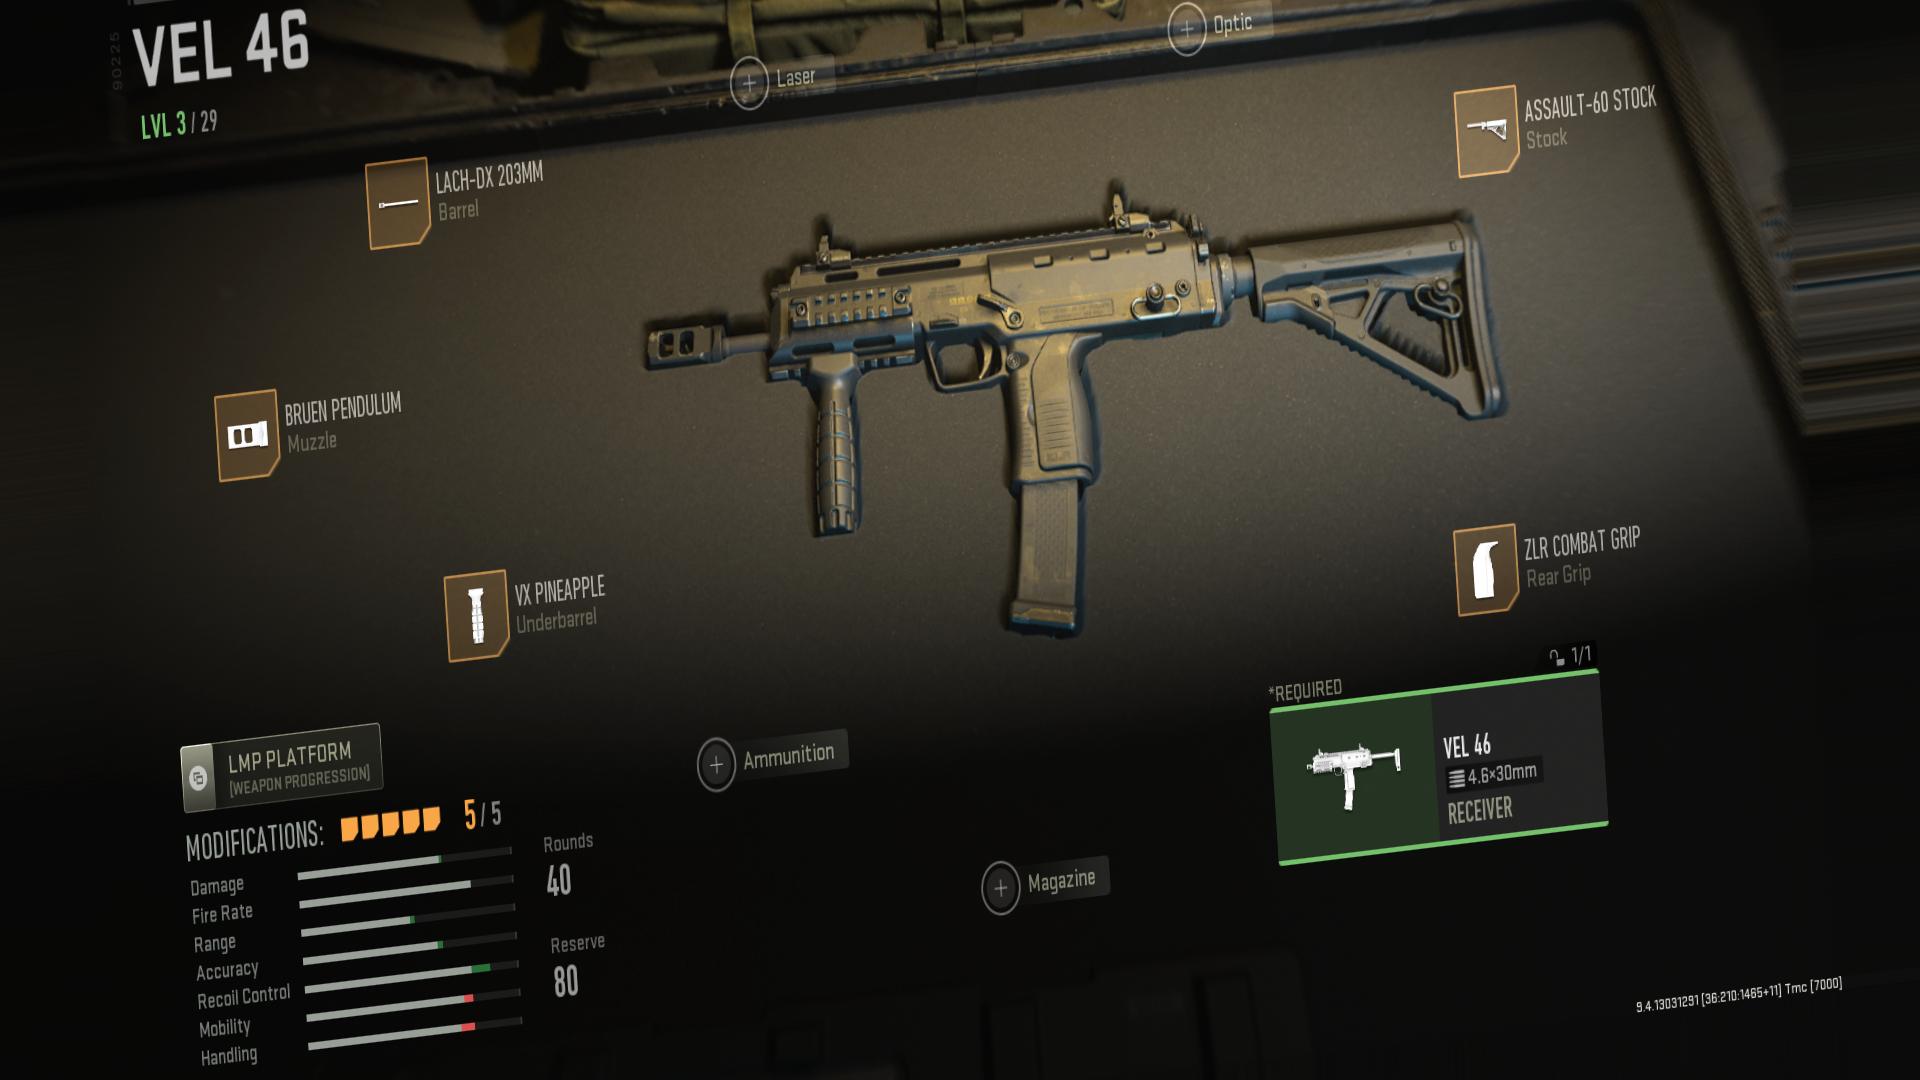 90225
VEL 46
LVL 3 / 29
Laser
Optic
LACH-DX 203MM
Barrel
ASSAULT-60 STOCK
Stock
BRUEN PENDULUM
Muzzle
VX PINEAPPLE
Underbarrel
ZLR COMBAT GRIP
Rear Grip
1/1
*REQUIRED
VEL 46
4.6×30mm
RECEIVER
LMP PLATFORM
[WEAPON PROGRESSION]
Ammunition
Magazine
MODIFICATIONS: 5 / 5
Damage
Fire Rate
Range
Accuracy
Recoil Control
Mobility
Handling
Rounds
40
Reserve
80
9.4.13031291 [36:210:1465+11] Tmc [7000]